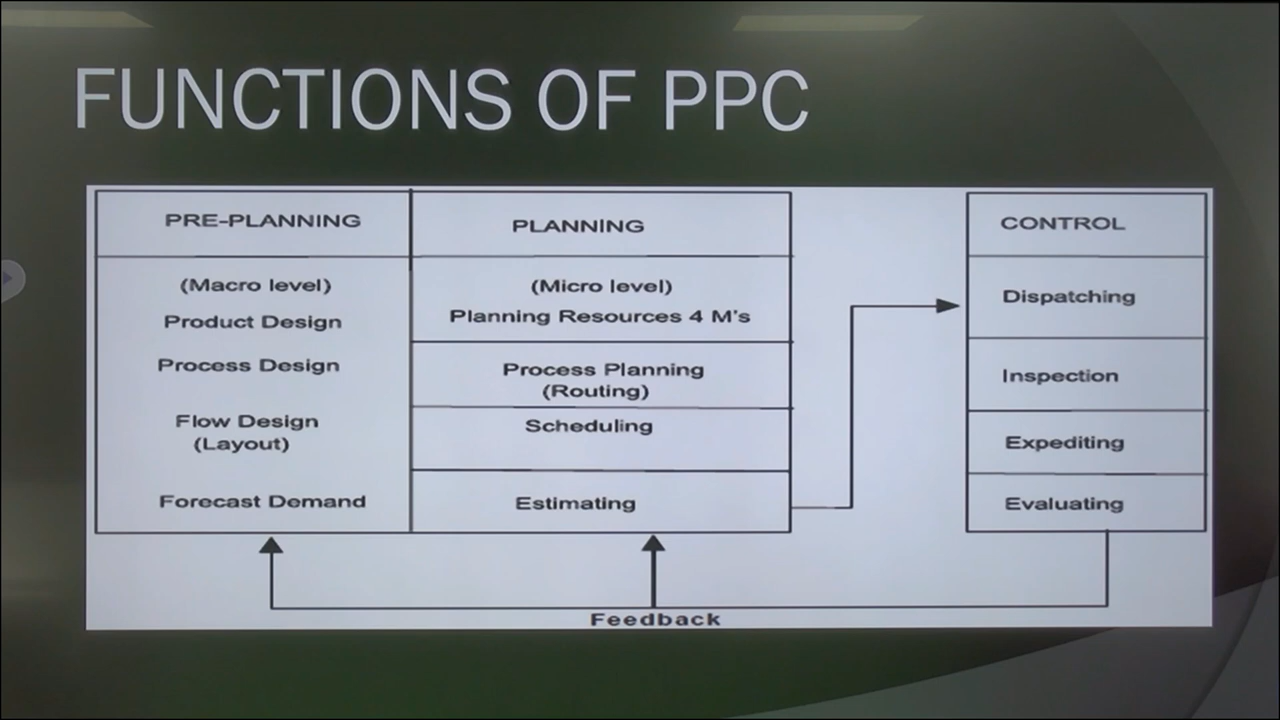 FUNCTIONS OF PPC
PRE-PLANNING
(Macro level)
Product Design
Process Design
Flow Design
(Layout)
Forecast Demand
PLANNING
(Micro level)
Planning Resources 4 M's
Process Planning
(Routing)
Scheduling
Estimating
CONTROL
Dispatching
Inspection
Expediting
Evaluating
Feedback